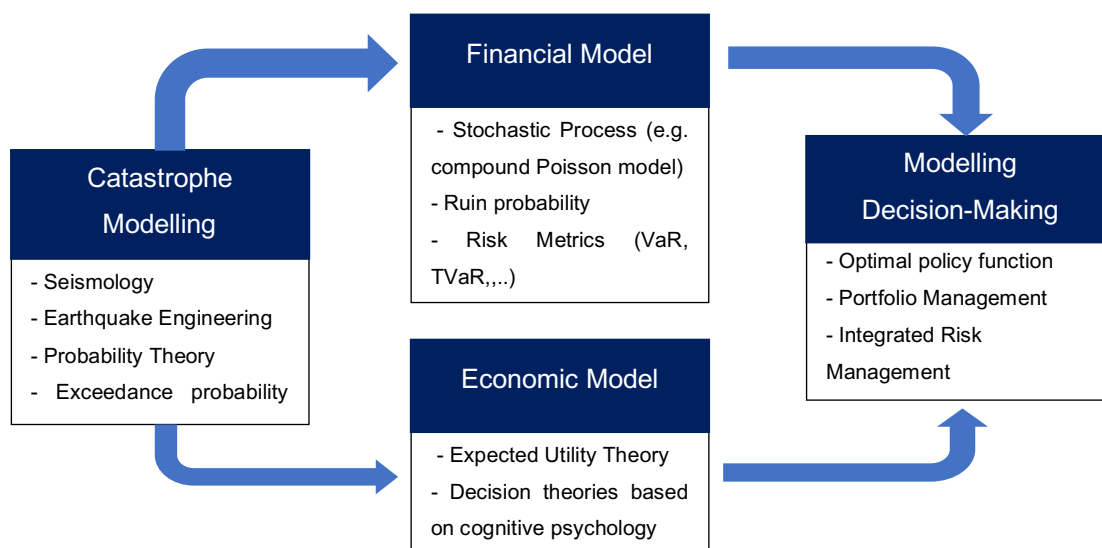 Catastrophe
Modelling
- Seismology
- Earthquake Engineering
- Probability Theory
- Exceedance probability
Financial Model
- Stochastic Process (e.g.
compound Poisson model)
- Ruin probability
- Risk Metrics (VaR,
TVaR,,..)
Economic Model
- Expected Utility Theory
- Decision theories based
on cognitive psychology
Modelling
Decision-Making
- Optimal policy function
- Portfolio Management
- Integrated Risk
Management